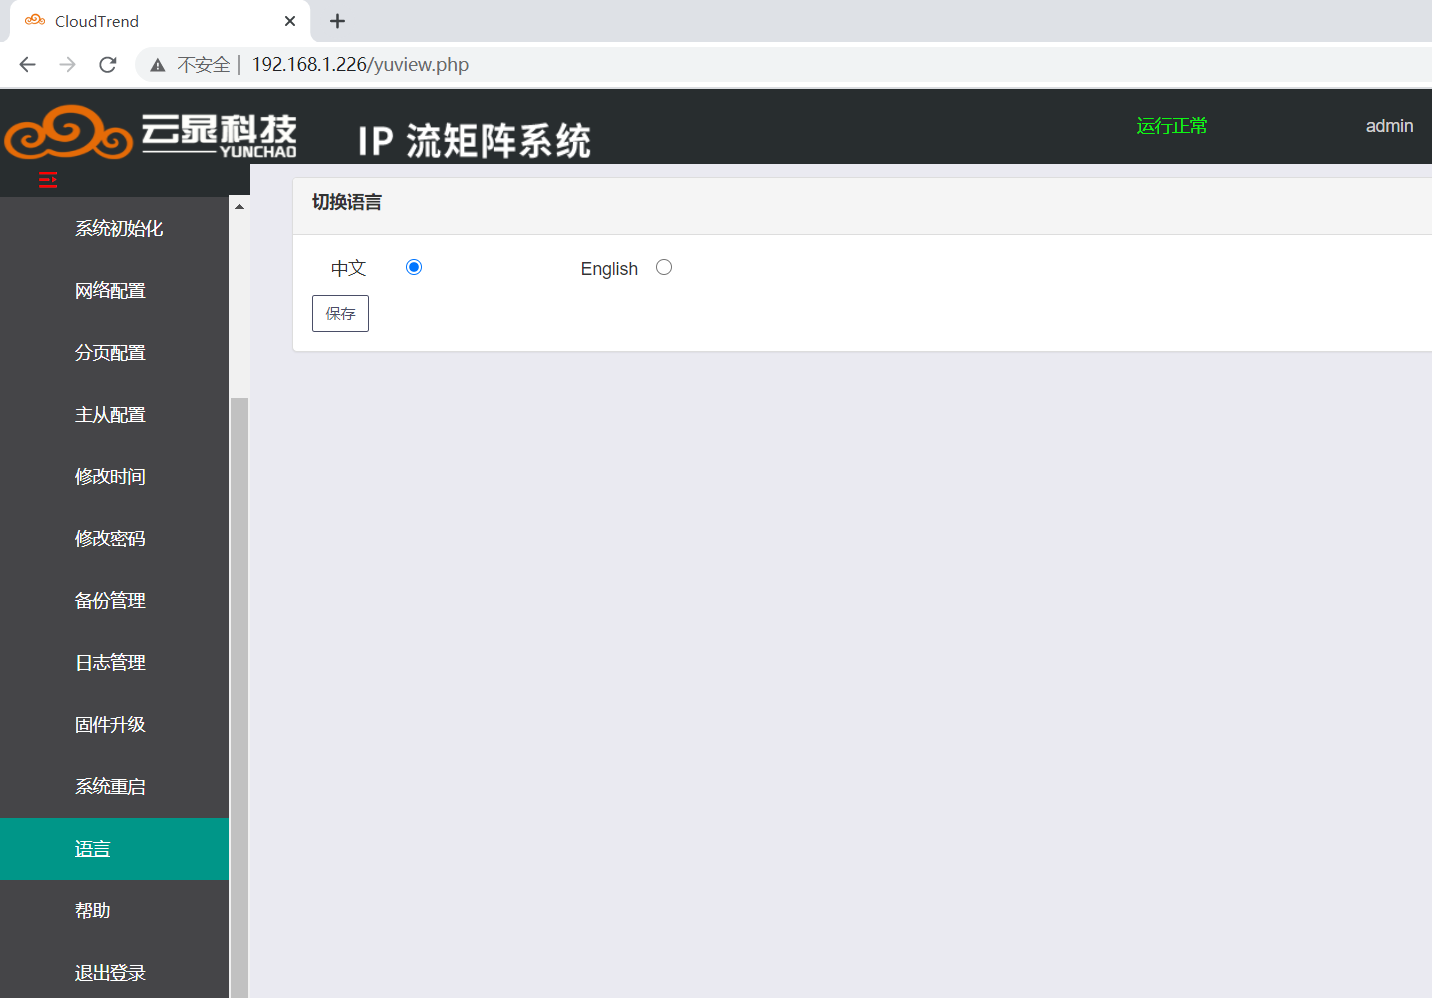 CloudTrend
不安全 | 192.168.1.226/yuview.php
云晁科技
YUNCHAO
IP 流矩阵系统
运行正常
admin
系统初始化
网络配置
分页配置
主从配置
修改时间
修改密码
备份管理
日志管理
固件升级
系统重启
语言
帮助
退出登录
切换语言
中文 English
保存